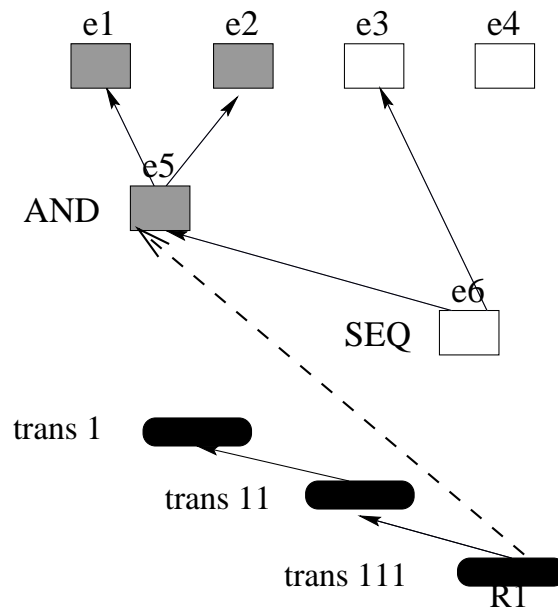 e1
e2
e3
e4
e5
AND
e6
SEQ
trans 1
trans 11
trans 111
R1